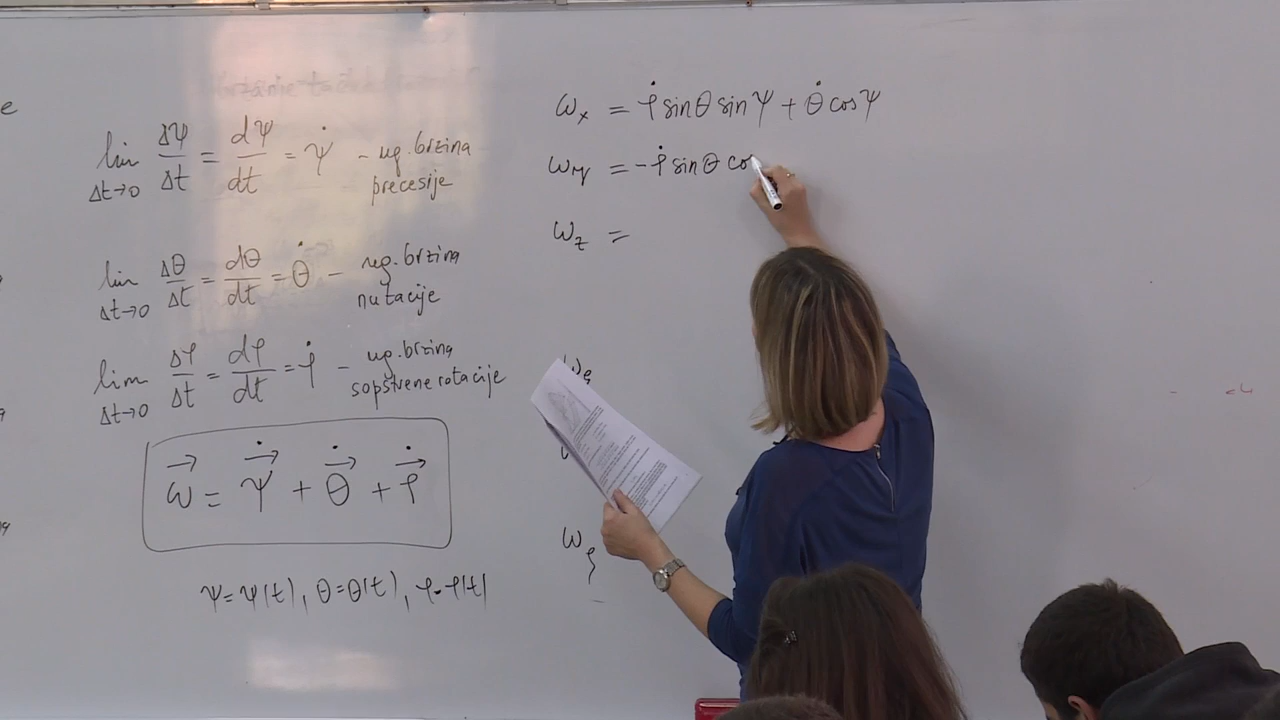 e
lim Δψ/Δt = dψ/dt = ψ̇ - ug. brzina
Δt→0 precesije
lim Δθ/Δt = dθ/dt = θ̇ - ug. brzina
Δt→0 nutacije
lim Δφ/Δt = dφ/dt = φ̇ - ug. brzina
Δt→0 sopstvene rotacije
ω⃗ = ψ̇⃗ + θ̇⃗ + φ̇⃗
ψ=ψ(t), θ=θ(t), φ=φ(t)
ωx = φ̇ sinθ sinψ + θ̇ cosψ
ωy = -φ̇ sinθ co
ωz =
ωξ
ωζ